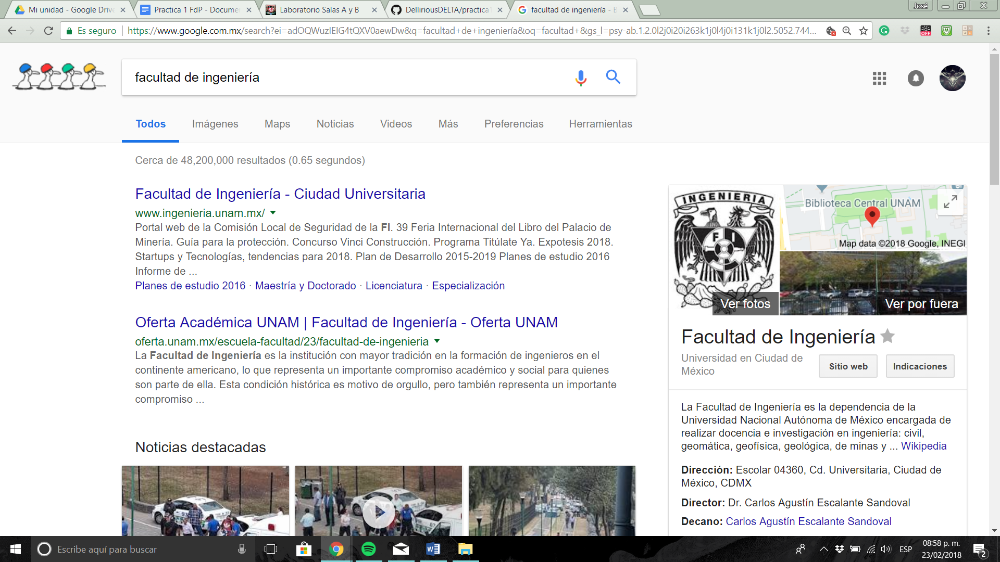 Mi unidad - Google Drive
Practica 1 FdP - Docume
Laboratorio Salas A y B
DelliriousDELTA/practica1
facultad de ingeniería - B
José
Es seguro
https://www.google.com.mx/search?ei=adOQWuzIEIG4tQXV0aewDw&q=facultad+de+ingeniería&oq=facultad+&gs_l=psy-ab.1.2.0l2j0i20i263k1j0l4j0i131k1j0l2.5052.744...
OFF
facultad de ingeniería
Todos
Imágenes
Maps
Noticias
Videos
Más
Preferencias
Herramientas
Cerca de 48,200,000 resultados (0.65 segundos)
Facultad de Ingeniería - Ciudad Universitaria
www.ingenieria.unam.mx/
Portal web de la Comisión Local de Seguridad de la FI. 39 Feria Internacional del Libro del Palacio de
Minería. Guía para la protección. Concurso Vinci Construcción. Programa Titúlate Ya. Expotesis 2018.
Startups y Tecnologías, tendencias para 2018. Plan de Desarrollo 2015-2019 Planes de estudio 2016
Informe de ...
Planes de estudio 2016 · Maestría y Doctorado · Licenciatura · Especialización
Oferta Académica UNAM | Facultad de Ingeniería - Oferta UNAM
oferta.unam.mx/escuela-facultad/23/facultad-de-ingenieria
La Facultad de Ingeniería es la institución con mayor tradición en la formación de ingenieros en el
continente americano, lo que representa un importante compromiso académico y social para quienes
son parte de ella. Esta condición histórica es motivo de orgullo, pero también representa un importante
compromiso ...
Noticias destacadas
INGENIERIA
FI
Ver fotos
Biblioteca Central UNAM
Map data ©2018 Google, INEGI
Ver por fuera
Facultad de Ingeniería
Universidad en Ciudad de
México
Sitio web
Indicaciones
La Facultad de Ingeniería es la dependencia de la
Universidad Nacional Autónoma de México encargada de
realizar docencia e investigación en ingeniería: civil,
geomática, geofísica, geológica, de minas y ... Wikipedia
Dirección: Escolar 04360, Cd. Universitaria, Ciudad de
México, CDMX
Director: Dr. Carlos Agustín Escalante Sandoval
Decano: Carlos Agustín Escalante Sandoval
Escribe aquí para buscar
ESP
08:58 p. m.
23/02/2018
2